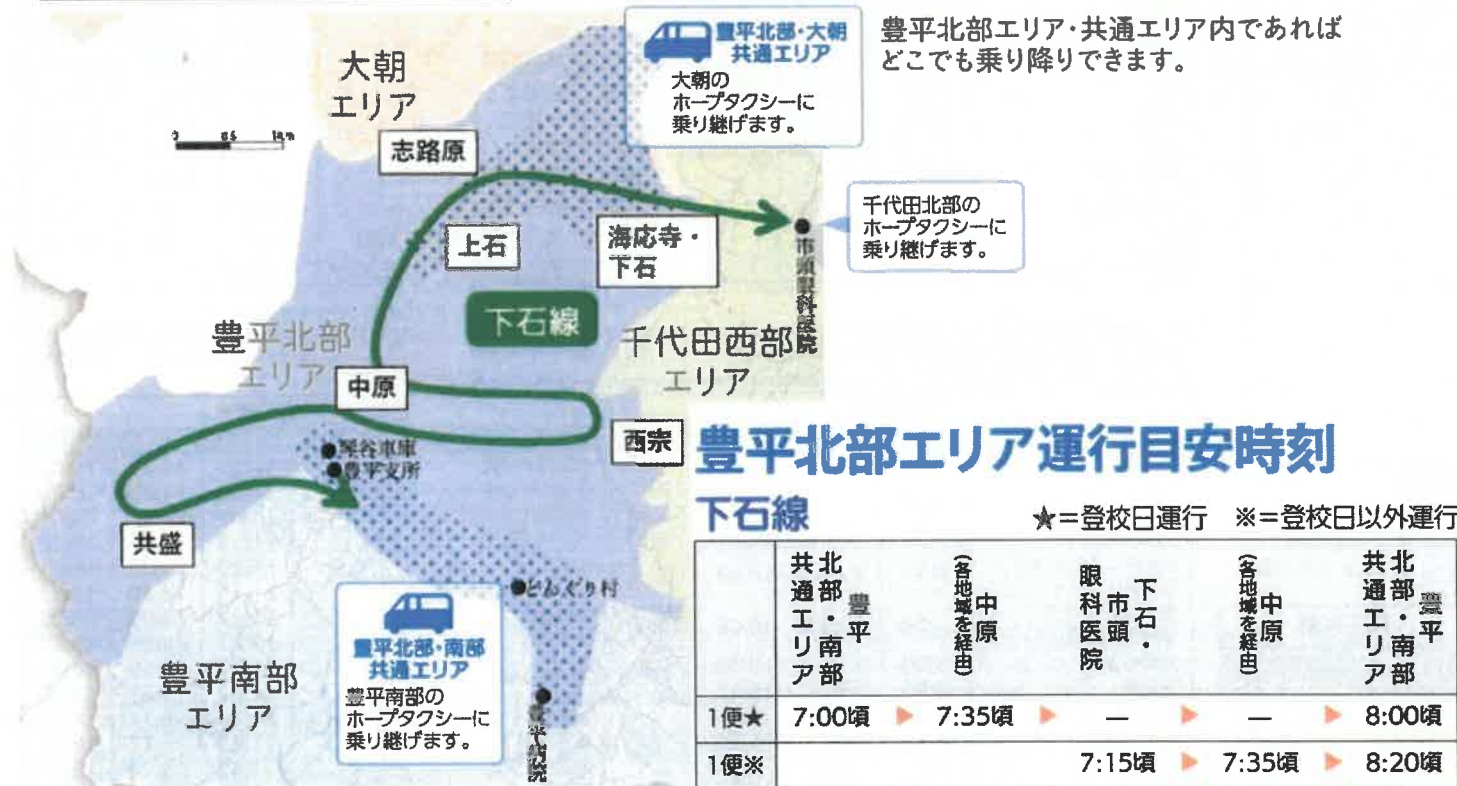 豊平北部・大朝
共通エリア
大朝の
ホープタクシーに
乗り継げます。
豊平北部エリア・共通エリア内であれば
どこでも乗り降りできます。
大朝
エリア
志路原
千代田北部の
ホープタクシーに
乗り継げます。
上石
海応寺・
下石
市頭眼科医院
下石線
豊平北部
エリア
千代田西部
エリア
中原
西宗
琴谷車庫
豊平支所
共盛
どんぐり村
豊平北部・南部
共通エリア
豊平南部の
ホープタクシーに
乗り継げます。
豊平南部
エリア
豊平病院
豊平北部エリア運行目安時刻
下石線
★=登校日運行 ※=登校日以外運行
豊平
北部・南部
共通エリア
中原
(各地域を経由)
下石・
市頭
眼科医院
中原
(各地域を経由)
豊平
北部・南部
共通エリア
1便★ 7:00頃 ▶ 7:35頃 ▶ — ▶ — ▶ 8:00頃
1便※ 7:15頃 ▶ 7:35頃 ▶ 8:20頃